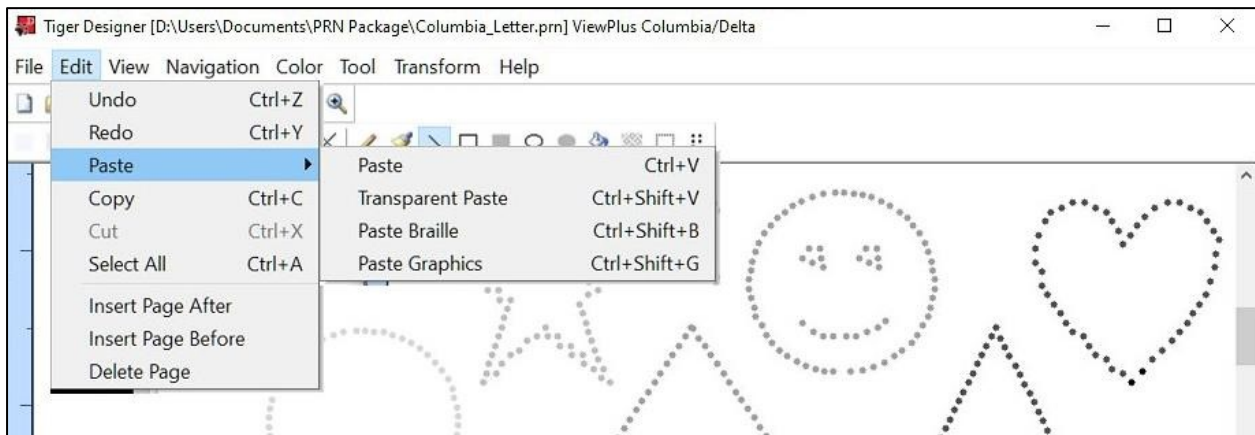 Tiger Designer [D:\Users\Documents\PRN Package\Columbia_Letter.prn] ViewPlus Columbia/Delta
File Edit View Navigation Color Tool Transform Help
Undo Ctrl+Z
Redo Ctrl+Y
Paste
Copy Ctrl+C
Cut Ctrl+X
Select All Ctrl+A
Insert Page After
Insert Page Before
Delete Page
Paste Ctrl+V
Transparent Paste Ctrl+Shift+V
Paste Braille Ctrl+Shift+B
Paste Graphics Ctrl+Shift+G